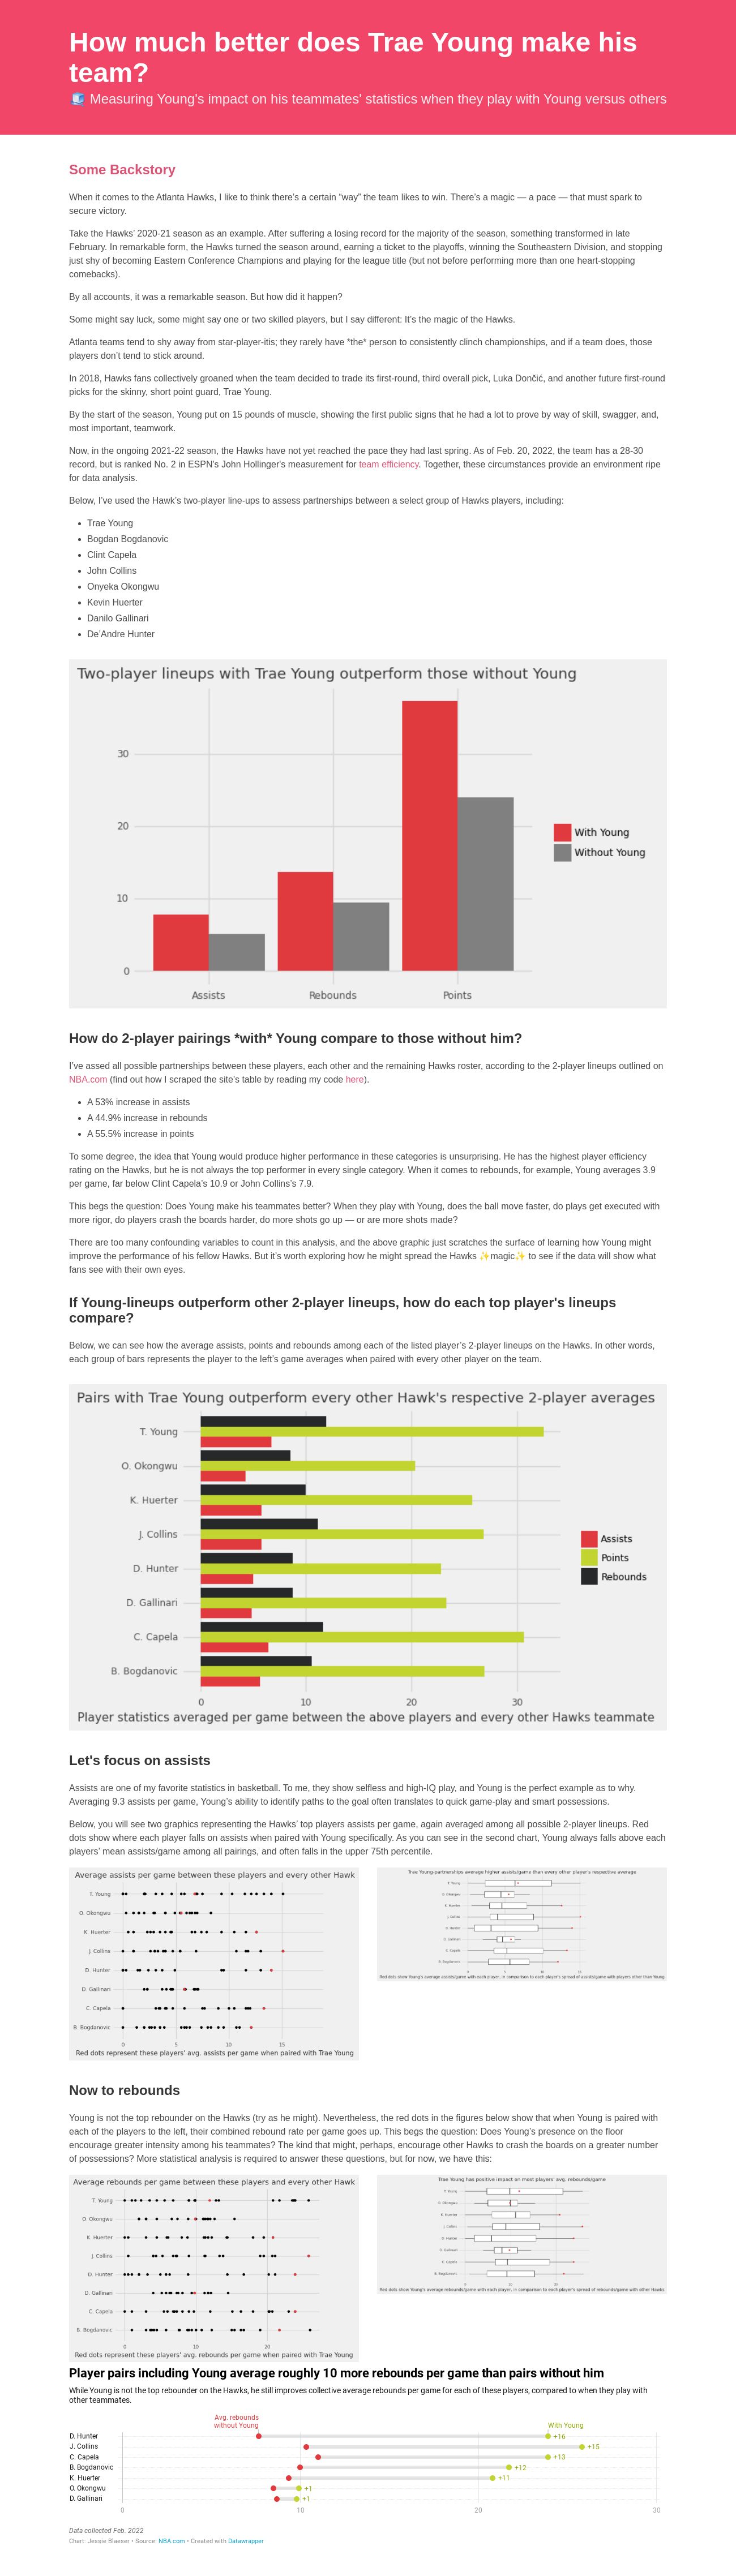 How much better does Trae Young make his
team?
🧊 Measuring Young's impact on his teammates' statistics when they play with Young versus others
Some Backstory
When it comes to the Atlanta Hawks, I like to think there’s a certain “way” the team likes to win. There’s a magic — a pace — that must spark to
secure victory.
Take the Hawks’ 2020-21 season as an example. After suffering a losing record for the majority of the season, something transformed in late
February. In remarkable form, the Hawks turned the season around, earning a ticket to the playoffs, winning the Southeastern Division, and stopping
just shy of becoming Eastern Conference Champions and playing for the league title (but not before performing more than one heart-stopping
comebacks).
By all accounts, it was a remarkable season. But how did it happen?
Some might say luck, some might say one or two skilled players, but I say different: It’s the magic of the Hawks.
Atlanta teams tend to shy away from star-player-itis; they rarely have *the* person to consistently clinch championships, and if a team does, those
players don’t tend to stick around.
In 2018, Hawks fans collectively groaned when the team decided to trade its first-round, third overall pick, Luka Dončić, and another future first-round
picks for the skinny, short point guard, Trae Young.
By the start of the season, Young put on 15 pounds of muscle, showing the first public signs that he had a lot to prove by way of skill, swagger, and,
most important, teamwork.
Now, in the ongoing 2021-22 season, the Hawks have not yet reached the pace they had last spring. As of Feb. 20, 2022, the team has a 28-30
record, but is ranked No. 2 in ESPN's John Hollinger's measurement for team efficiency. Together, these circumstances provide an environment ripe
for data analysis.
Below, I’ve used the Hawk’s two-player line-ups to assess partnerships between a select group of Hawks players, including:
• Trae Young
• Bogdan Bogdanovic
• Clint Capela
• John Collins
• Onyeka Okongwu
• Kevin Huerter
• Danilo Gallinari
• De’Andre Hunter
Two-player lineups with Trae Young outperform those without Young
30
20
10
0
With Young
Without Young
Assists Rebounds Points
How do 2-player pairings *with* Young compare to those without him?
I’ve assed all possible partnerships between these players, each other and the remaining Hawks roster, according to the 2-player lineups outlined on
NBA.com (find out how I scraped the site's table by reading my code here).
• A 53% increase in assists
• A 44.9% increase in rebounds
• A 55.5% increase in points
To some degree, the idea that Young would produce higher performance in these categories is unsurprising. He has the highest player efficiency
rating on the Hawks, but he is not always the top performer in every single category. When it comes to rebounds, for example, Young averages 3.9
per game, far below Clint Capela’s 10.9 or John Collins’s 7.9.
This begs the question: Does Young make his teammates better? When they play with Young, does the ball move faster, do plays get executed with
more rigor, do players crash the boards harder, do more shots go up — or are more shots made?
There are too many confounding variables to count in this analysis, and the above graphic just scratches the surface of learning how Young might
improve the performance of his fellow Hawks. But it’s worth exploring how he might spread the Hawks ✨magic✨ to see if the data will show what
fans see with their own eyes.
If Young-lineups outperform other 2-player lineups, how do each top player's lineups
compare?
Below, we can see how the average assists, points and rebounds among each of the listed player’s 2-player lineups on the Hawks. In other words,
each group of bars represents the player to the left’s game averages when paired with every other player on the team.
Pairs with Trae Young outperform every other Hawk's respective 2-player averages
T. Young
O. Okongwu
K. Huerter
J. Collins
D. Hunter
D. Gallinari
C. Capela
B. Bogdanovic
Assists
Points
Rebounds
0 10 20 30
Player statistics averaged per game between the above players and every other Hawks teammate
Let's focus on assists
Assists are one of my favorite statistics in basketball. To me, they show selfless and high-IQ play, and Young is the perfect example as to why.
Averaging 9.3 assists per game, Young’s ability to identify paths to the goal often translates to quick game-play and smart possessions.
Below, you will see two graphics representing the Hawks’ top players assists per game, again averaged among all possible 2-player lineups. Red
dots show where each player falls on assists when paired with Young specifically. As you can see in the second chart, Young always falls above each
players’ mean assists/game among all pairings, and often falls in the upper 75th percentile.
Average assists per game between these players and every other Hawk
T. Young
O. Okongwu
K. Huerter
J. Collins
D. Hunter
D. Gallinari
C. Capela
B. Bogdanovic
0 5 10 15
Red dots represent these players' avg. assists per game when paired with Trae Young
Trae Young-partnerships average higher assists/game than every other player's respective average
T. Young
O. Okongwu
K. Huerter
J. Collins
D. Hunter
D. Gallinari
C. Capela
B. Bogdanovic
0 5 10 15
Red dots show Young's average assists/game with each player, in comparison to each player's spread of assists/game with players other than Young
Now to rebounds
Young is not the top rebounder on the Hawks (try as he might). Nevertheless, the red dots in the figures below show that when Young is paired with
each of the players to the left, their combined rebound rate per game goes up. This begs the question: Does Young’s presence on the floor
encourage greater intensity among his teammates? The kind that might, perhaps, encourage other Hawks to crash the boards on a greater number
of possessions? More statistical analysis is required to answer these questions, but for now, we have this:
Average rebounds per game between these players and every other Hawk
T. Young
O. Okongwu
K. Huerter
J. Collins
D. Hunter
D. Gallinari
C. Capela
B. Bogdanovic
0 10 20
Red dots represent these players' avg. rebounds per game when paired with Trae Young
Trae Young has positive impact on most players' avg. rebounds/game
T. Young
O. Okongwu
K. Huerter
J. Collins
D. Hunter
D. Gallinari
C. Capela
B. Bogdanovic
0 10 20
Red dots show Young's average rebounds/game with each player, in comparison to each player's spread of rebounds/game with other Hawks
Player pairs including Young average roughly 10 more rebounds per game than pairs without him
While Young is not the top rebounder on the Hawks, he still improves collective average rebounds per game for each of these players, compared to when they play with
other teammates.
Avg. rebounds
without Young
With Young
D. Hunter +16
J. Collins +15
C. Capela +13
B. Bogdanovic +12
K. Huerter +11
O. Okongwu +1
D. Gallinari +1
0 10 20 30
Data collected Feb. 2022
Chart: Jessie Blaeser • Source: NBA.com • Created with Datawrapper